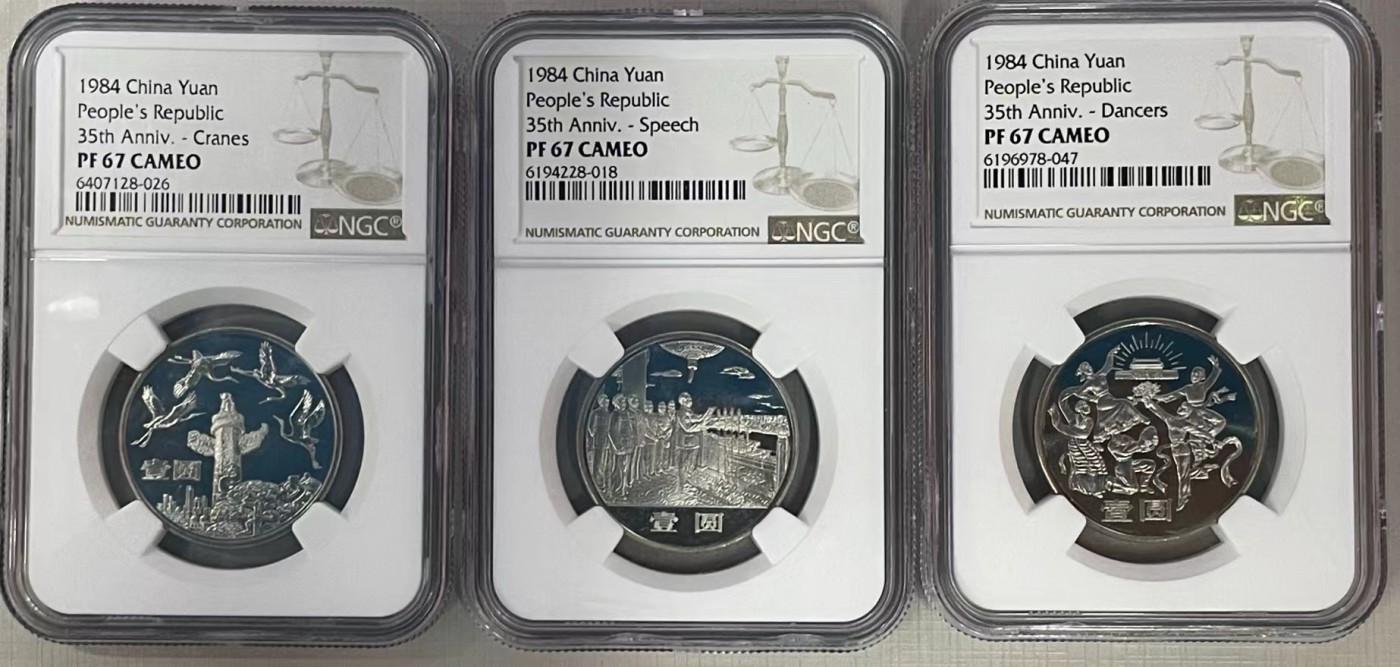 1984 China Yuan
People's Republic
35th Anniv. - Cranes
PF 67 CAMEO
6407128-026
NUMISMATIC GUARANTY CORPORATION
NGC®
壹圆
1984 China Yuan
People's Republic
35th Anniv. - Speech
PF 67 CAMEO
6194228-018
NUMISMATIC GUARANTY CORPORATION
NGC®
壹圆
1984 China Yuan
People's Republic
35th Anniv. - Dancers
PF 67 CAMEO
6196978-047
NUMISMATIC GUARANTY CORPORATION
NGC®
壹圆